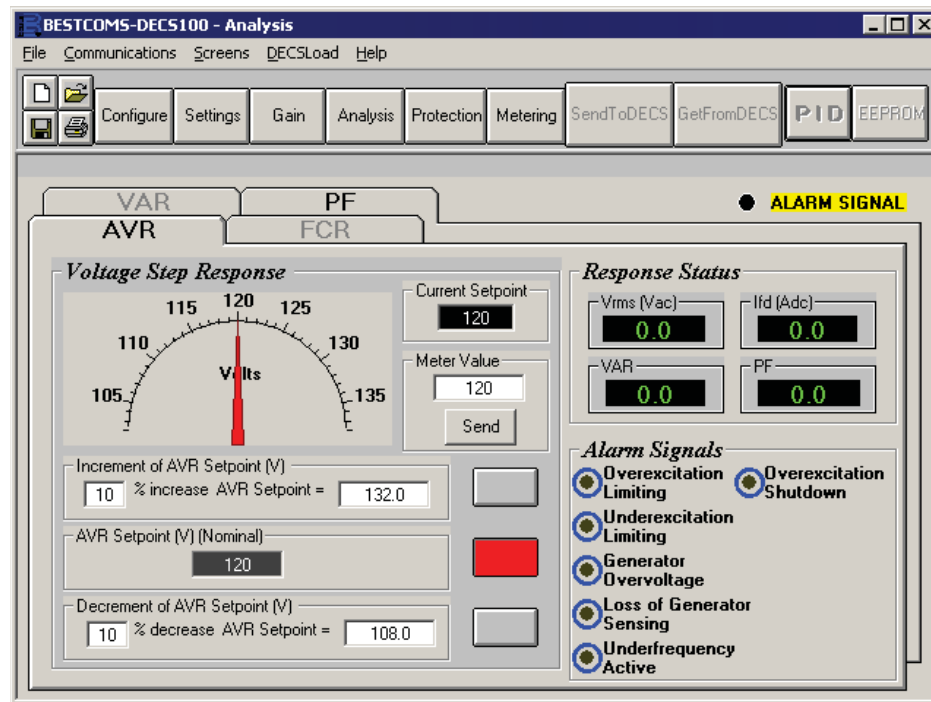 BESTCOMS-DECS100 - Analysis
File Communications Screens DECSLoad Help
Configure Settings Gain Analysis Protection Metering SendToDECS GetFromDECS PID EEPROM
VAR PF
ALARM SIGNAL
AVR FCR
Voltage Step Response
105 110 115 120 125 130 135
Volts
Current Setpoint
120
Meter Value
120
Send
Increment of AVR Setpoint (V)
10 % increase AVR Setpoint = 132.0
AVR Setpoint (V) (Nominal)
120
Decrement of AVR Setpoint (V)
10 % decrease AVR Setpoint = 108.0
Response Status
Vrms (Vac) Ifd (Adc)
0.0 0.0
VAR PF
0.0 0.0
Alarm Signals
Overexcitation
Limiting
Overexcitation
Shutdown
Underexcitation
Limiting
Generator
Overvoltage
Loss of Generator
Sensing
Underfrequency
Active